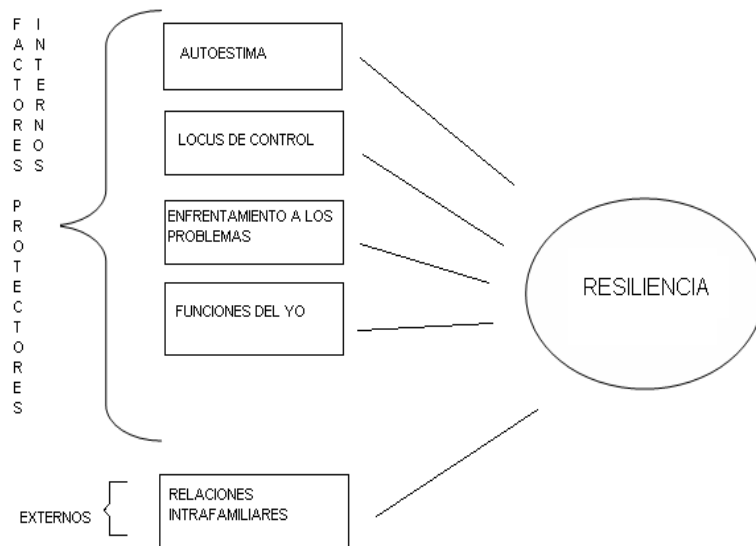 FACTORES PROTECTORES
INTERNOS
AUTOESTIMA
LOCUS DE CONTROL
ENFRENTAMIENTO A LOS
PROBLEMAS
FUNCIONES DEL YO
RESILIENCIA
EXTERNOS
RELACIONES
INTRAFAMILIARES